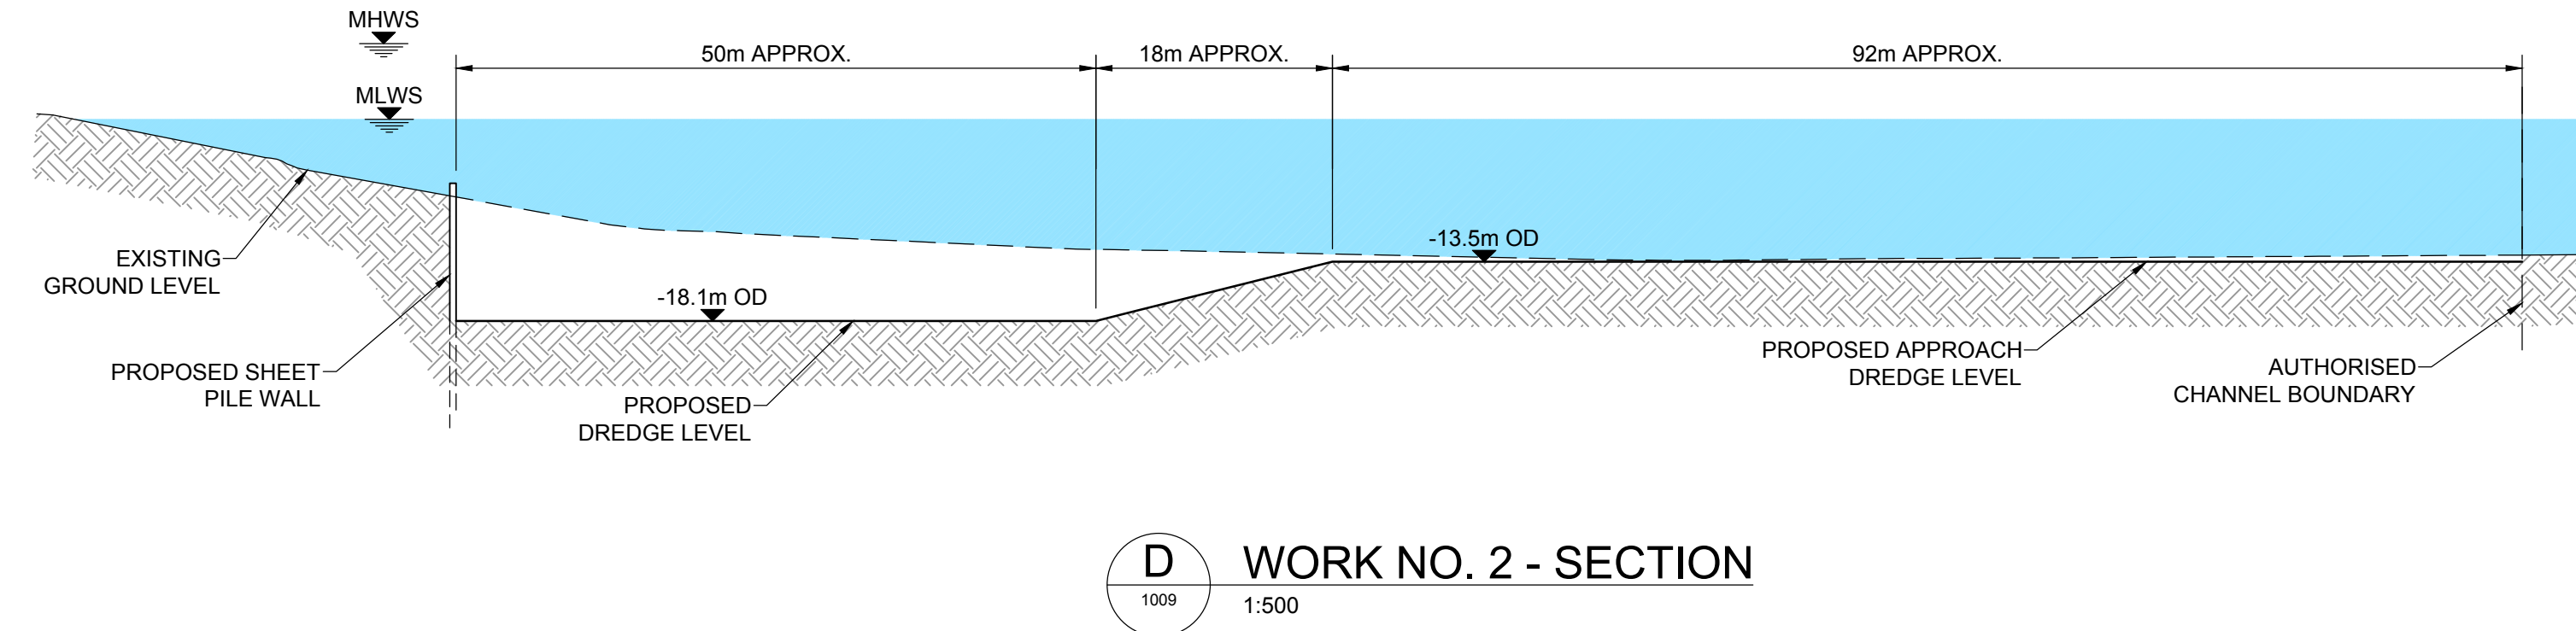 MHWS
50m APPROX.
18m APPROX.
92m APPROX.
MLWS
-13.5m OD
EXISTING
GROUND LEVEL
-18.1m OD
PROPOSED SHEET
PILE WALL
PROPOSED
DREDGE LEVEL
PROPOSED APPROACH
DREDGE LEVEL
AUTHORISED
CHANNEL BOUNDARY
D
1009
WORK NO. 2 - SECTION
1:500